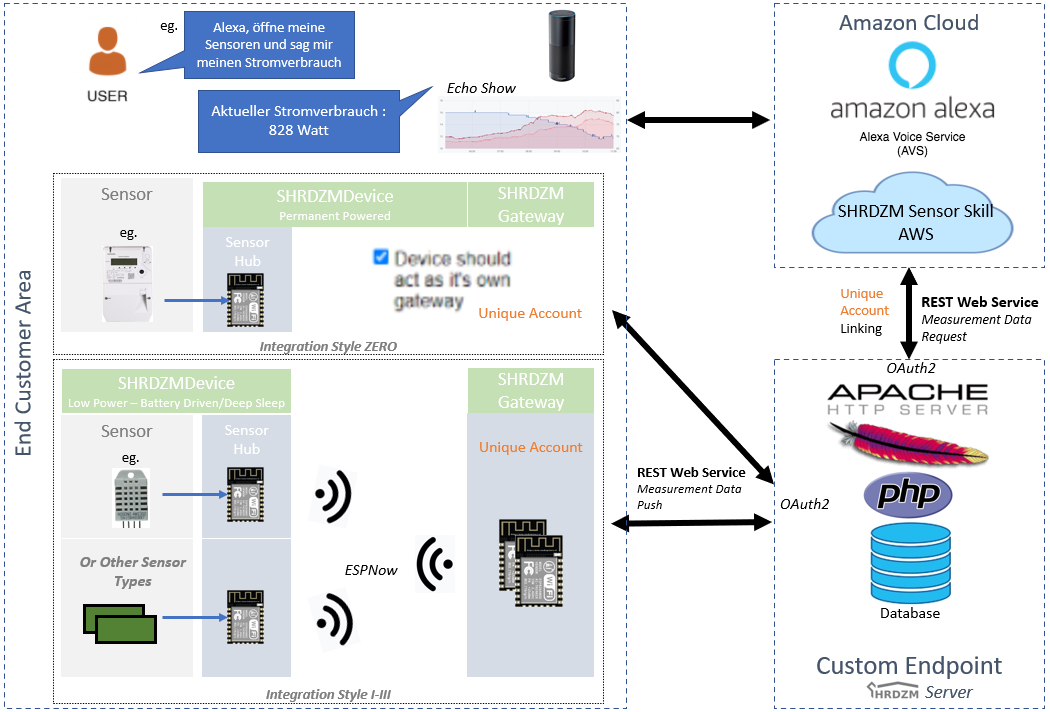 End Customer Area
USER
eg.
Alexa, öffne meine
Sensoren und sag mir
meinen Stromverbrauch
Aktueller Stromverbrauch :
828 Watt
Echo Show
Sensor
eg.
SHRDZMDevice
Permanent Powered
SHRDZM
Gateway
Sensor
Hub
Device should
act as it's own
gateway
Unique Account
Integration Style ZERO
SHRDZMDevice
Low Power – Battery Driven/Deep Sleep
SHRDZM
Gateway
Sensor
eg.
Sensor
Hub
Unique Account
Or Other Sensor
Types
ESPNow
Integration Style I-III
Amazon Cloud
amazon alexa
Alexa Voice Service
(AVS)
SHRDZM Sensor Skill
AWS
Unique
Account
Linking
REST Web Service
Measurement Data
Request
OAuth2
APACHE
HTTP SERVER
php
REST Web Service
Measurement Data
Push
OAuth2
Database
Custom Endpoint
HRDZM Server